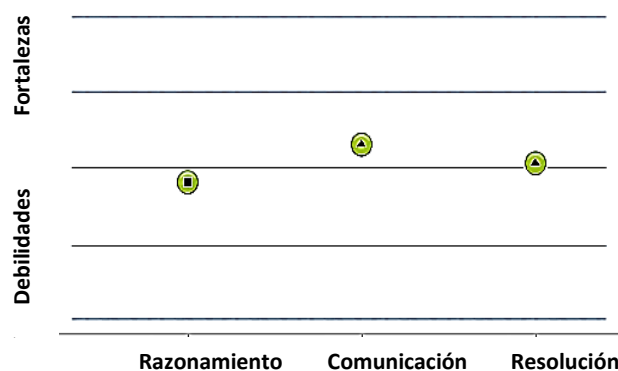 Fortalezas
Debilidades
Razonamiento Comunicación Resolución